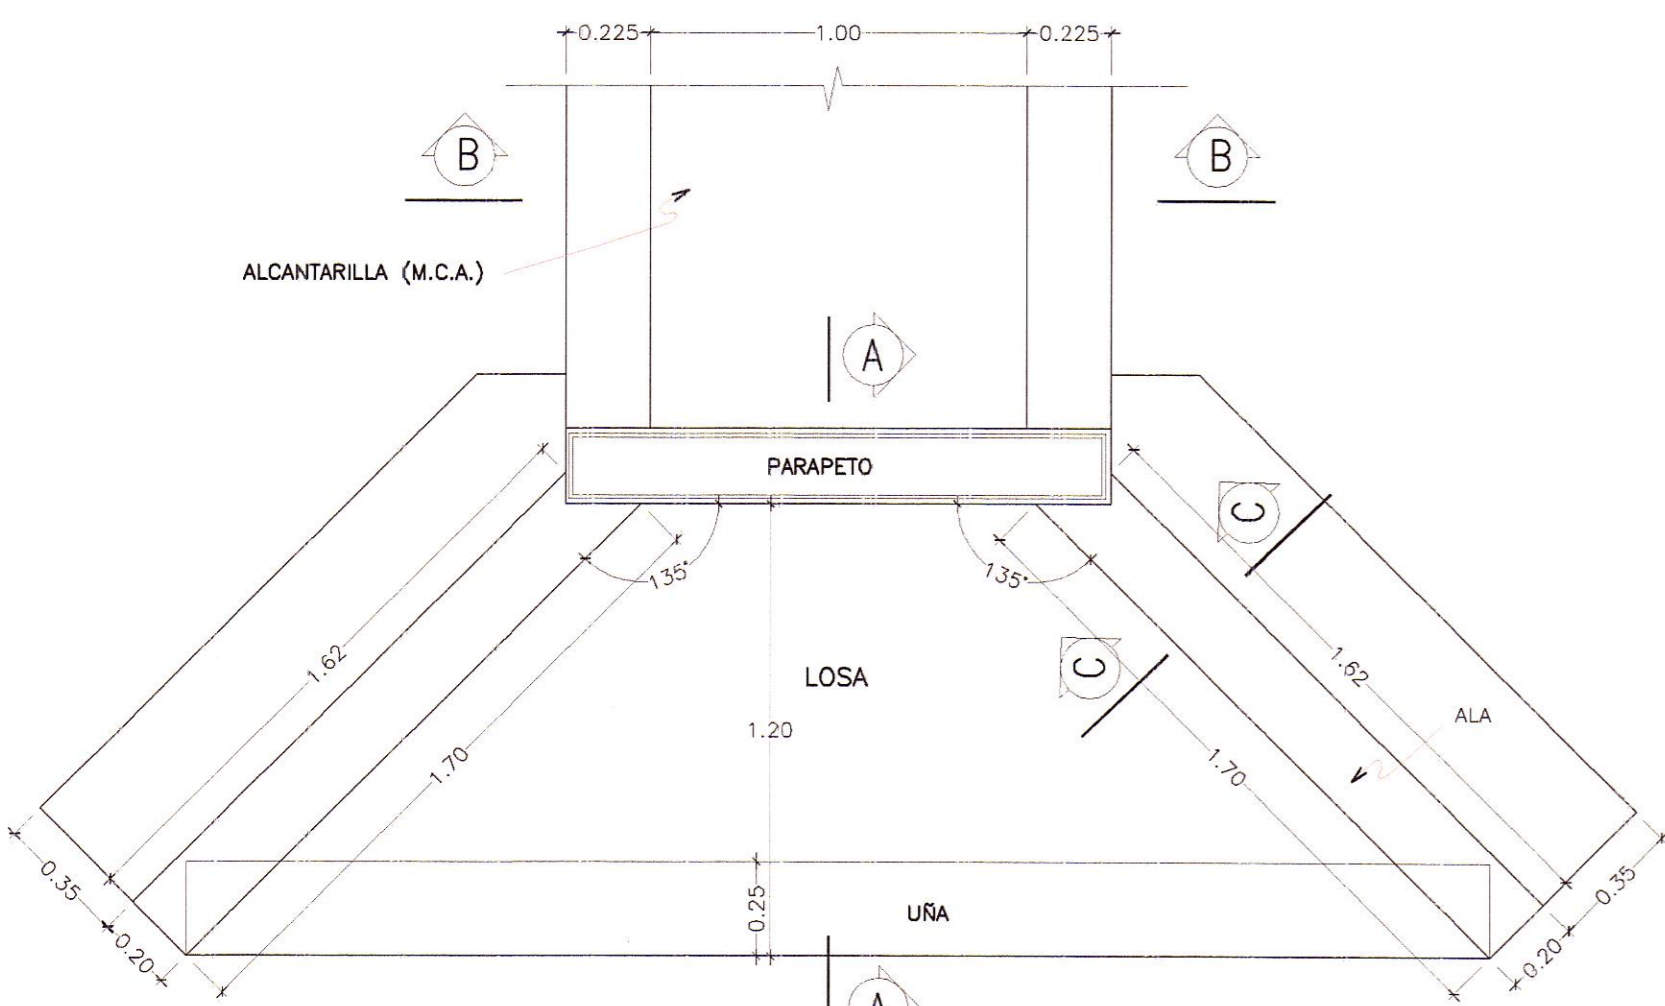 0.225 1.00 0.225
B B
ALCANTARILLA (M.C.A.)
A
PARAPETO
C
135° 135°
1.62 LOSA C 1.62
1.20
ALA
1.70 1.70
0.35 0.25 UÑA 0.35
0.20 0.20
A